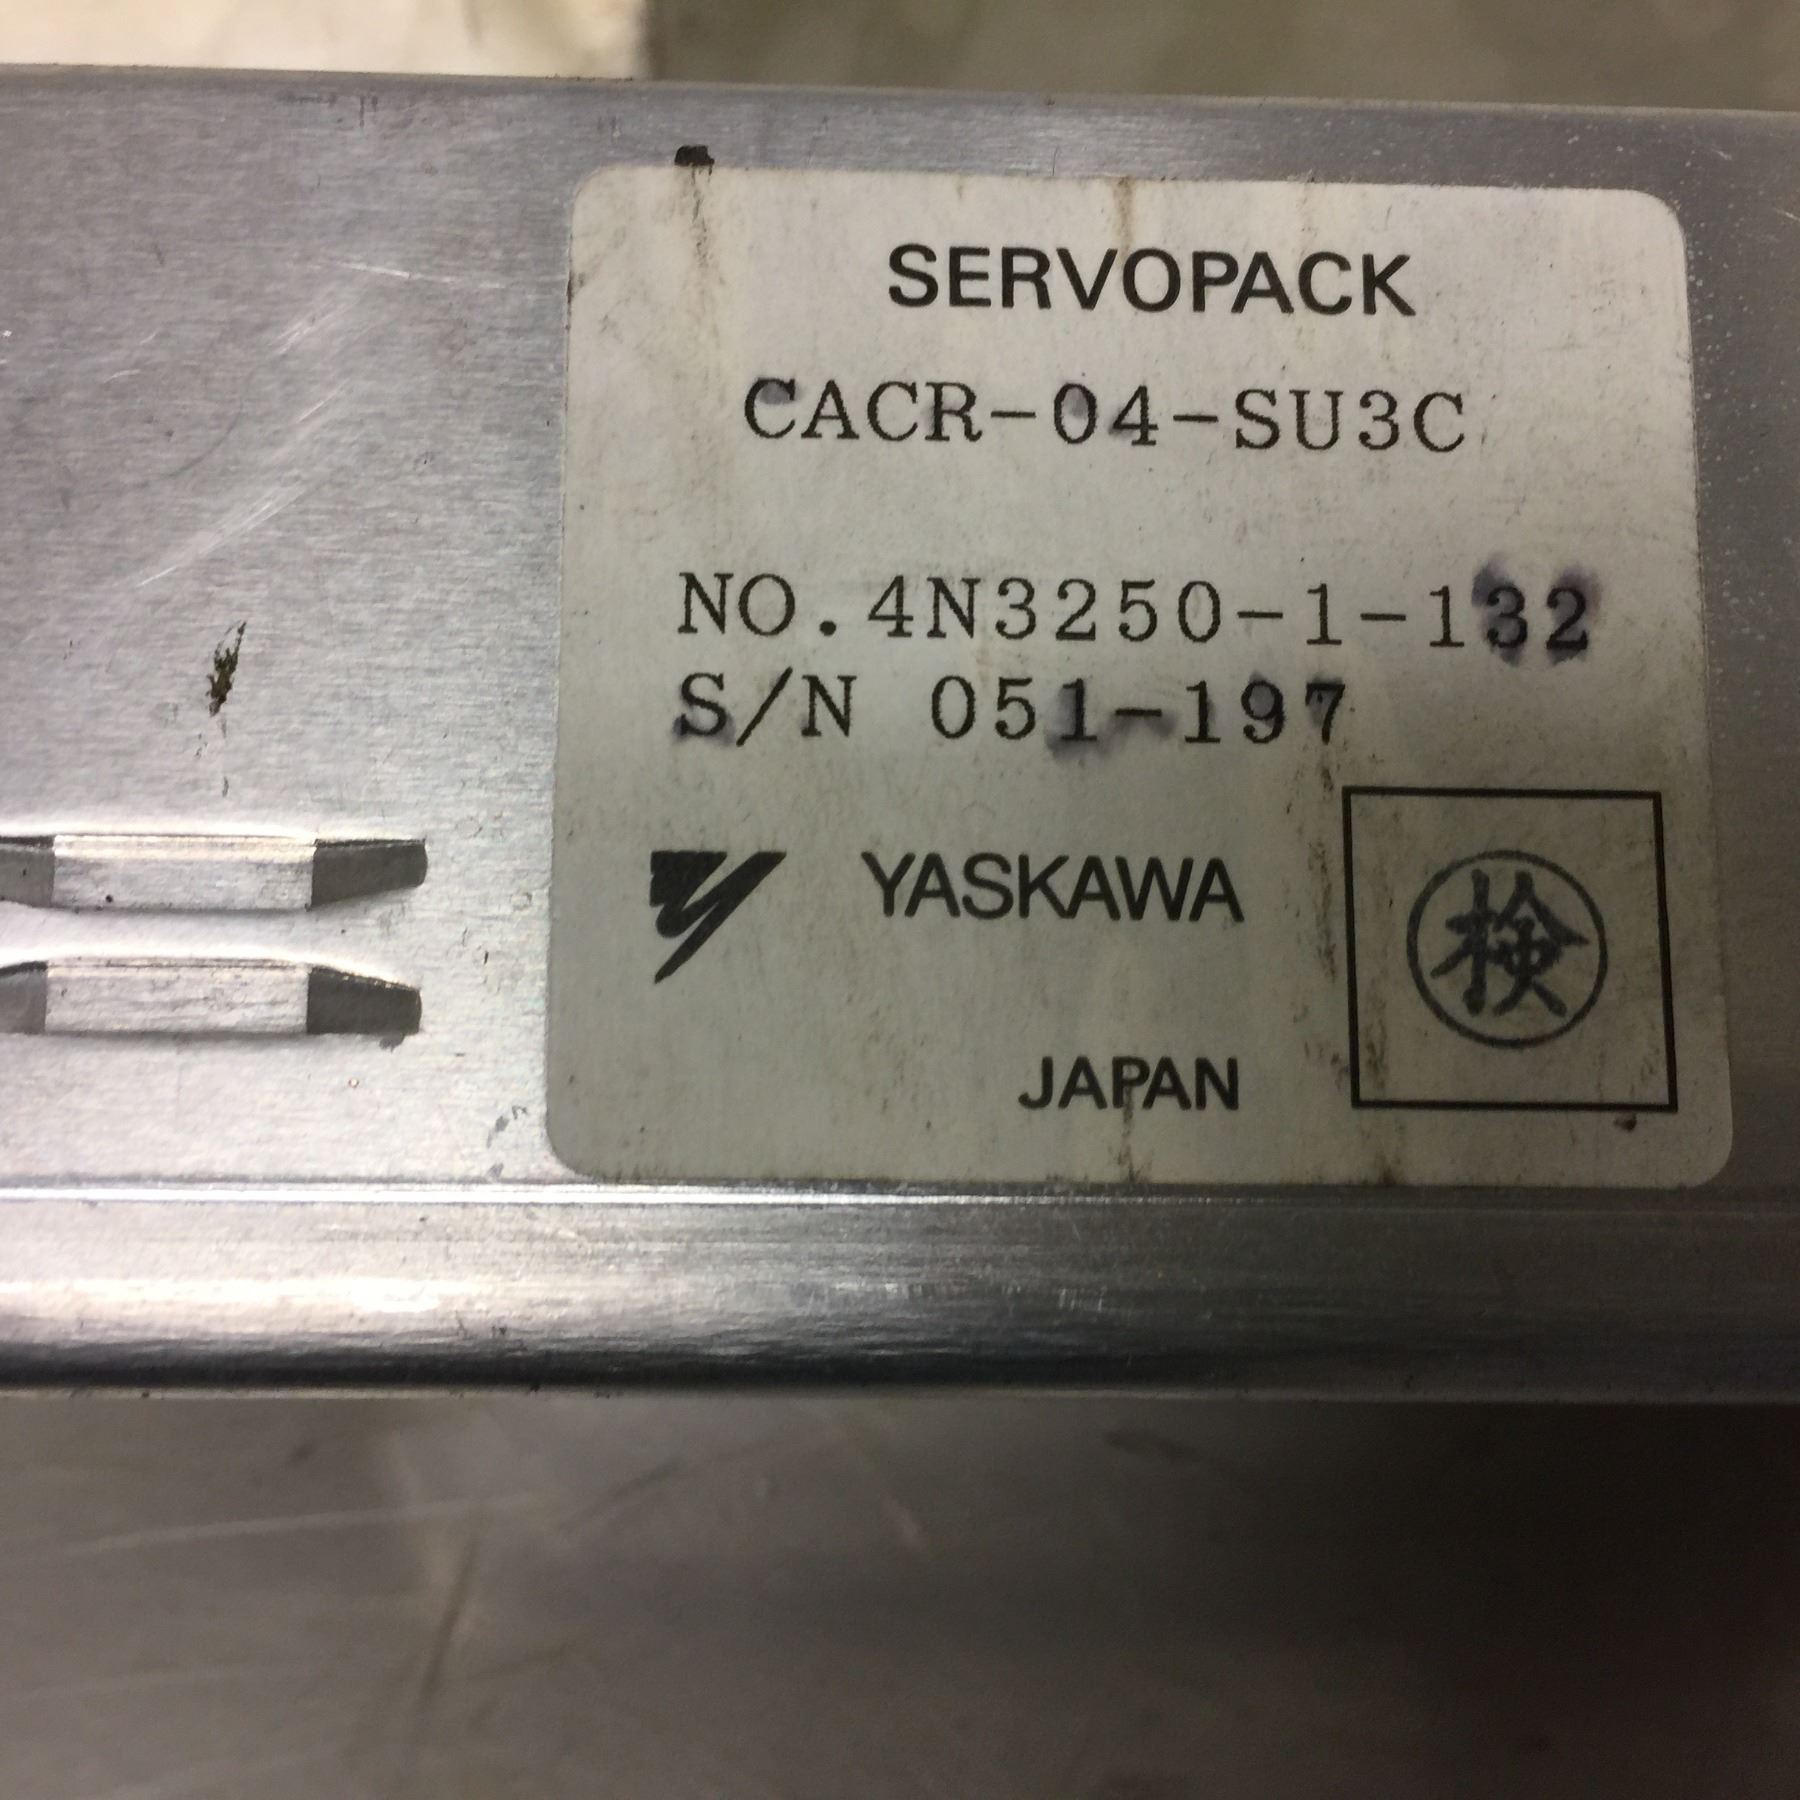 SERVOPACK
CACR-04-SU3C
NO.4N3250-1-132
S/N 051-197
YASKAWA
検
JAPAN